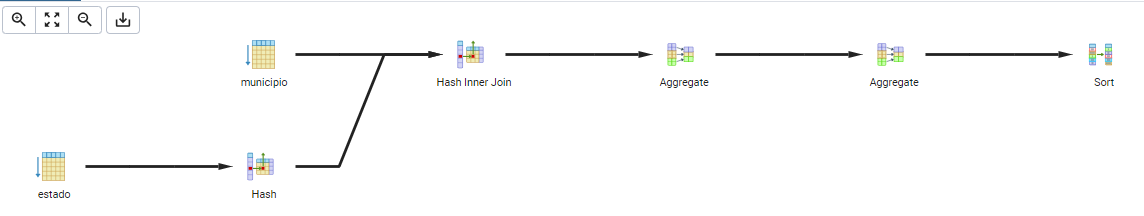 municipio
Hash Inner Join
Aggregate
Aggregate
Sort
estado
Hash